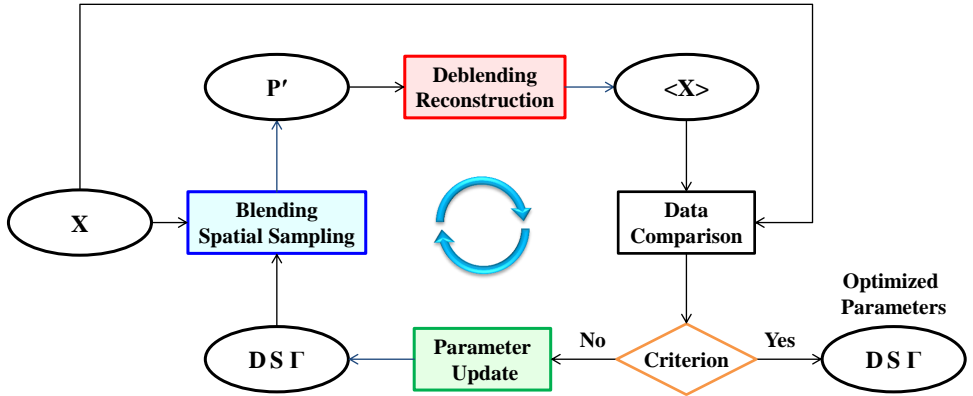 P′
Deblending
Reconstruction
<X>
X
Blending
Spatial Sampling
Data
Comparison
Optimized
Parameters
D S Γ
Parameter
Update
No
Criterion
Yes
D S Γ